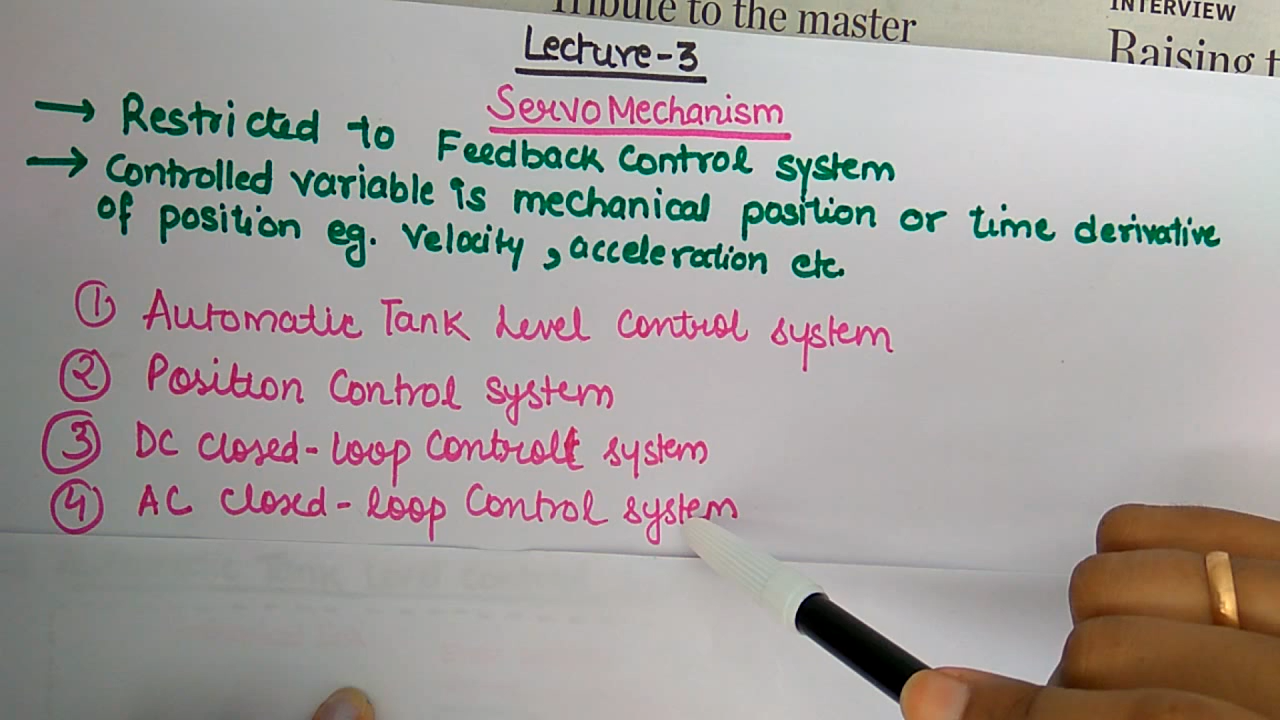 Tribute to the master
INTERVIEW
Raising t
Lecture-3
Servo Mechanism
→ Restricted to Feedback control system
→ Controlled variable is mechanical position or time derivative
of position eg. Velocity, acceleration etc.
① Automatic Tank Level Control system
② Position Control system
③ DC closed-loop control system
④ AC closed-loop control system